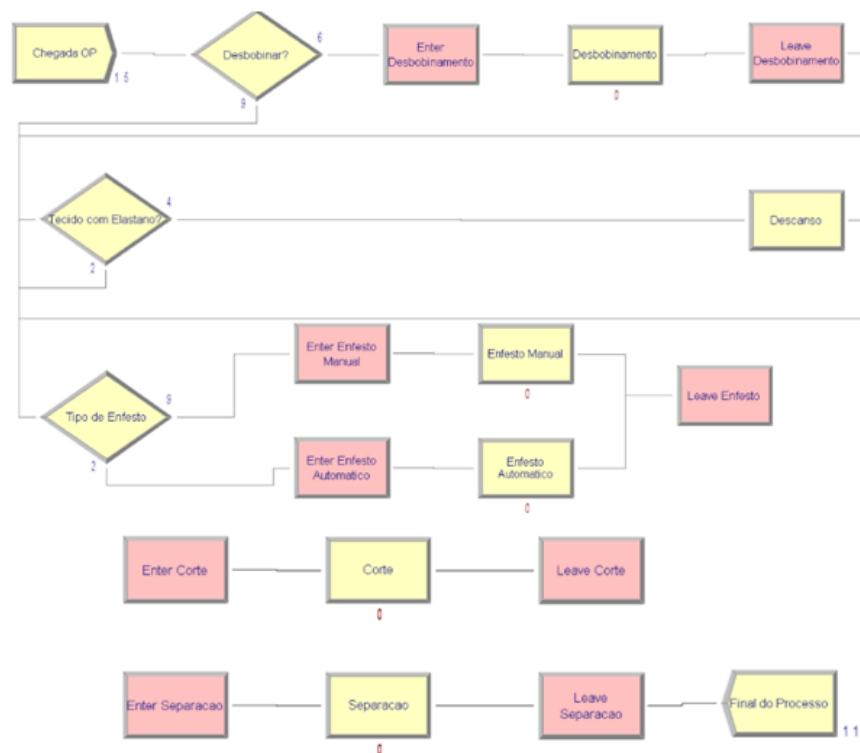 6
Chegada OP
Desbobinar?
Enter
Desbobinamento
Desbobinamento
Leave
Desbobinamento
1 5
0
9
4
Tecido com Elastano?
Descanso
2
Enter Enfesto
Manual
Enfesto Manual
0
9
Leave Enfesto
Tipo de Enfesto
2
Enter Enfesto
Automatico
Enfesto
Automatico
0
Enter Corte
Corte
Leave Corte
0
Enter Separacao
Separacao
Leave
Separacao
Final do Processo
1 1
0